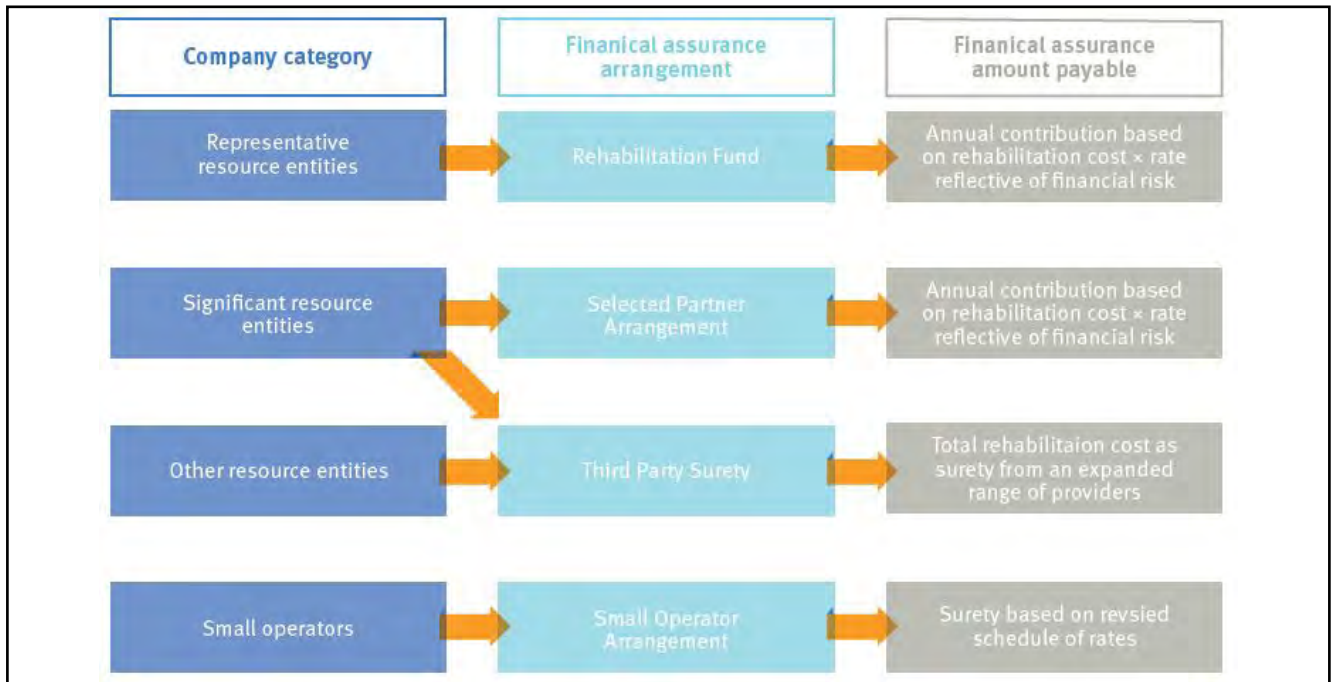 Company category
Finanical assurance
arrangement
Finanical assurance
amount payable
Representative
resource entities
Rehabilitation Fund
Annual contribution based
on rehabilitation cost × rate
reflective of financial risk
Significant resource
entities
Selected Partner
Arrangement
Annual contribution based
on rehabilitation cost × rate
reflective of financial risk
Other resource entities
Third Party Surety
Total rehabilitaion cost as
surety from an expanded
range of providers
Small operators
Small Operator
Arrangement
Surety based on revsied
schedule of rates